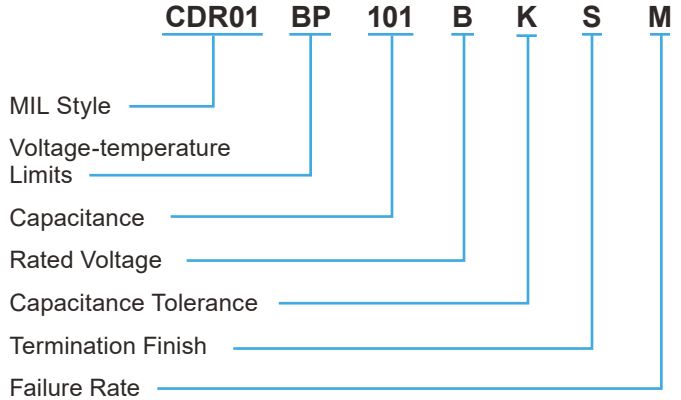 CDR01 BP 101 B K S M
MIL Style
Voltage-temperature
Limits
Capacitance
Rated Voltage
Capacitance Tolerance
Termination Finish
Failure Rate